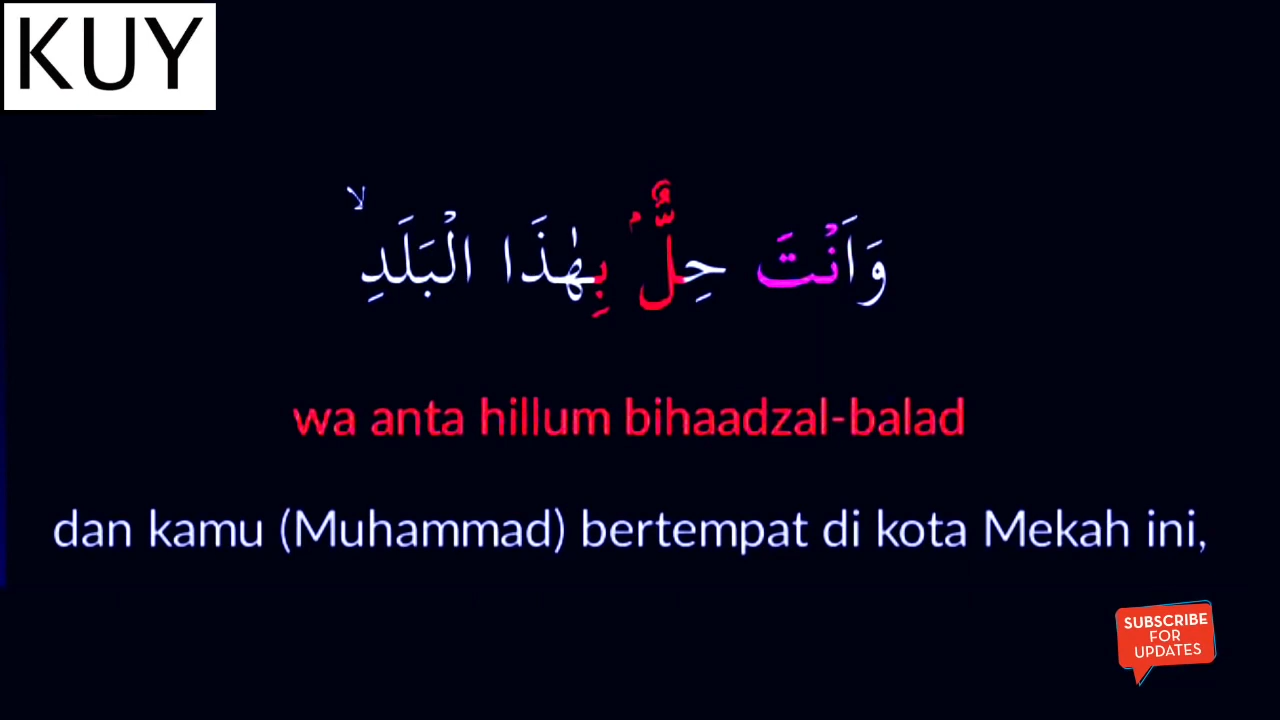 KUY
وَاَنْتَ حِلٌّۢ بِهٰذَا الْبَلَدِۙ
wa anta hillum bihaadzal-balad
dan kamu (Muhammad) bertempat di kota Mekah ini,
SUBSCRIBE
FOR
UPDATES